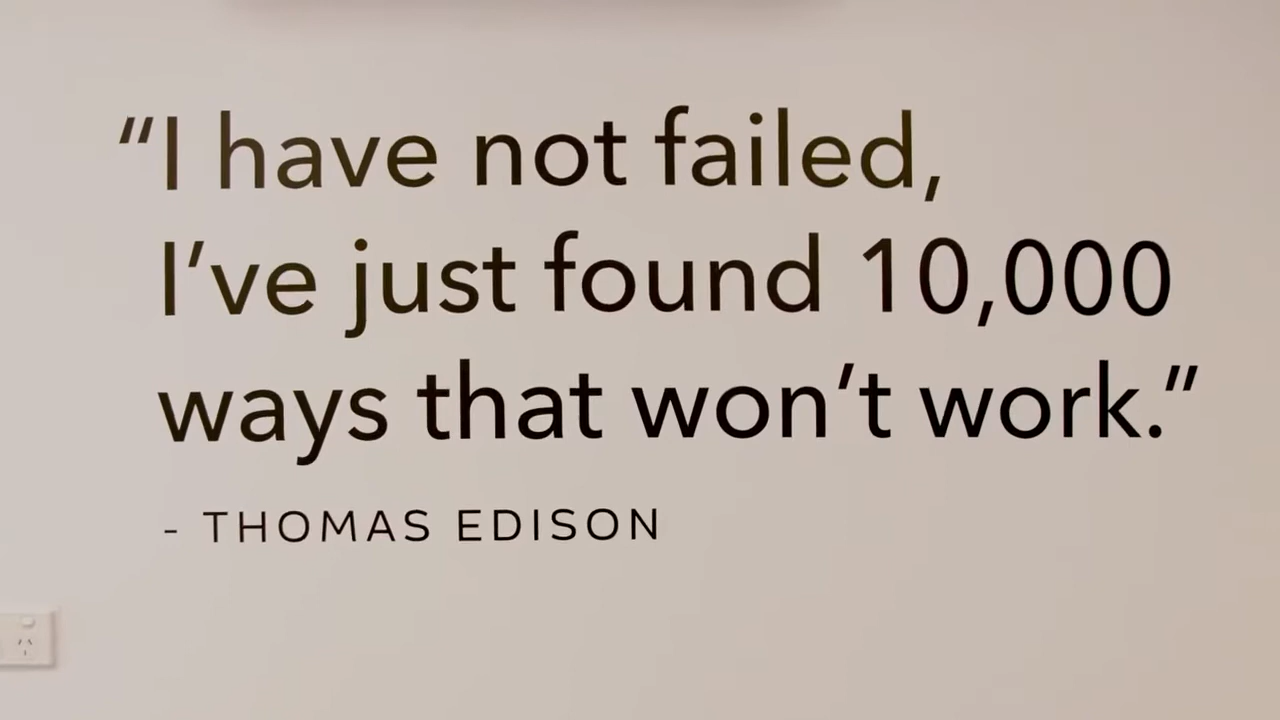 “I have not failed,
I’ve just found 10,000
ways that won’t work.”
- THOMAS EDISON